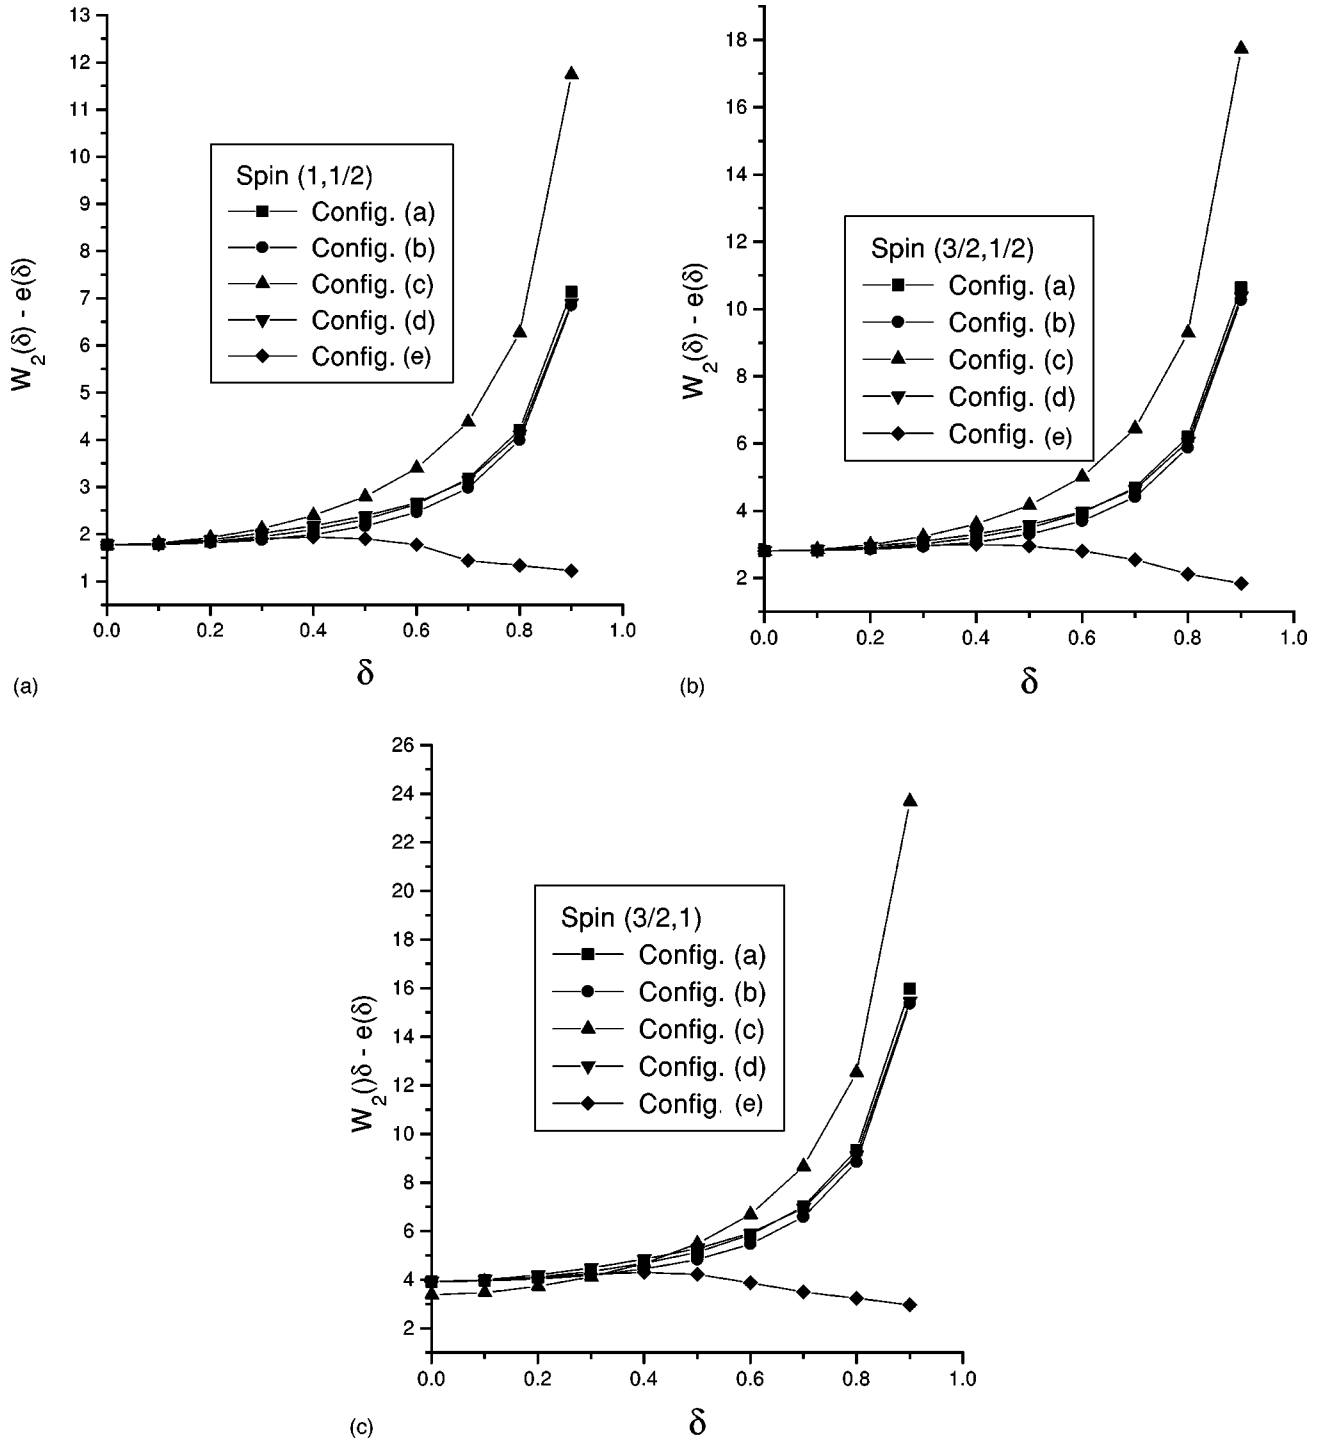 13
12
11
10
9
8
7
6
5
4
3
2
1
W2(δ) - e(δ)
Spin (1,1/2)
Config. (a)
Config. (b)
Config. (c)
Config. (d)
Config. (e)
0.0 0.2 0.4 0.6 0.8 1.0
δ
(a)
18
16
14
12
10
8
6
4
2
W2(δ) - e(δ)
Spin (3/2,1/2)
Config. (a)
Config. (b)
Config. (c)
Config. (d)
Config. (e)
0.0 0.2 0.4 0.6 0.8 1.0
δ
(b)
26
24
22
20
18
16
14
12
10
8
6
4
2
W2()δ - e(δ)
Spin (3/2,1)
Config. (a)
Config. (b)
Config. (c)
Config. (d)
Config. (e)
0.0 0.2 0.4 0.6 0.8 1.0
δ
(c)